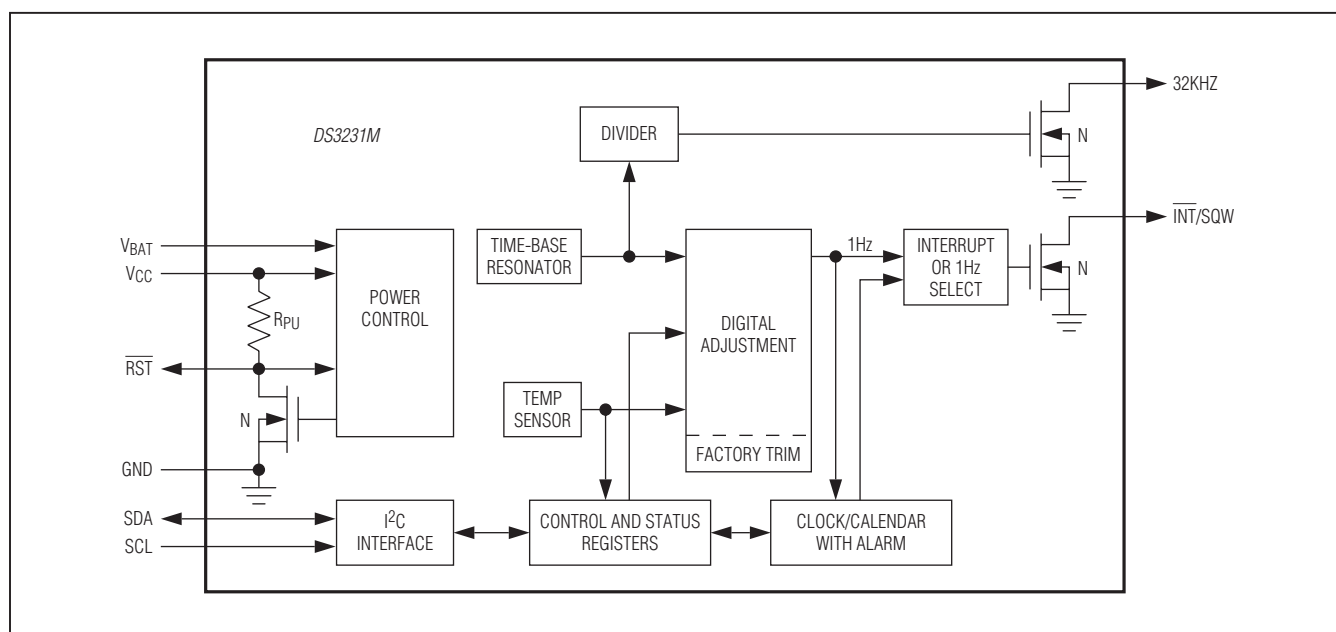 32KHZ
DS3231M
DIVIDER
N
INT/SQW
VBAT
VCC
TIME-BASE
RESONATOR
1Hz
INTERRUPT
OR 1Hz
SELECT
N
POWER
CONTROL
RPU
DIGITAL
ADJUSTMENT
RST
TEMP
SENSOR
N
FACTORY TRIM
GND
SDA
SCL
I²C
INTERFACE
CONTROL AND STATUS
REGISTERS
CLOCK/CALENDAR
WITH ALARM